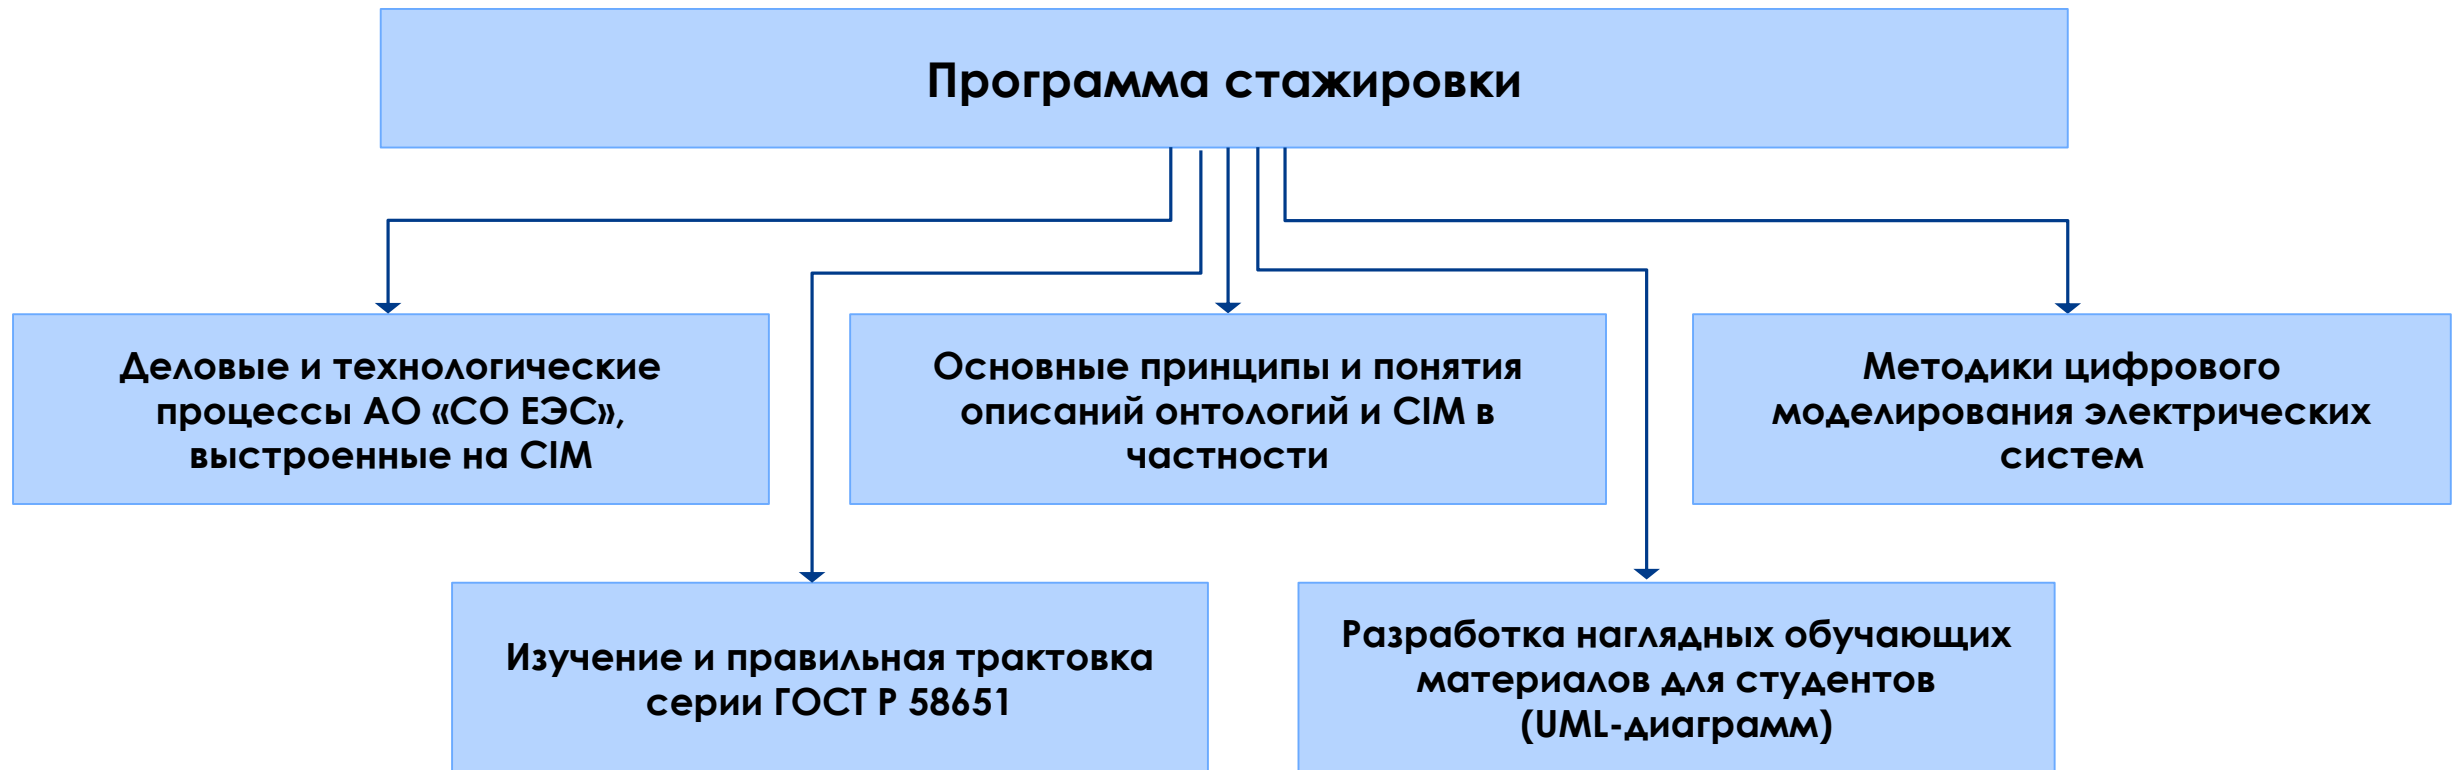 Программа стажировки
Деловые и технологические
процессы АО «СО ЕЭС»,
выстроенные на CIM
Основные принципы и понятия
описаний онтологий и CIM в
частности
Методики цифрового
моделирования электрических
систем
Изучение и правильная трактовка
серии ГОСТ Р 58651
Разработка наглядных обучающих
материалов для студентов
(UML-диаграмм)